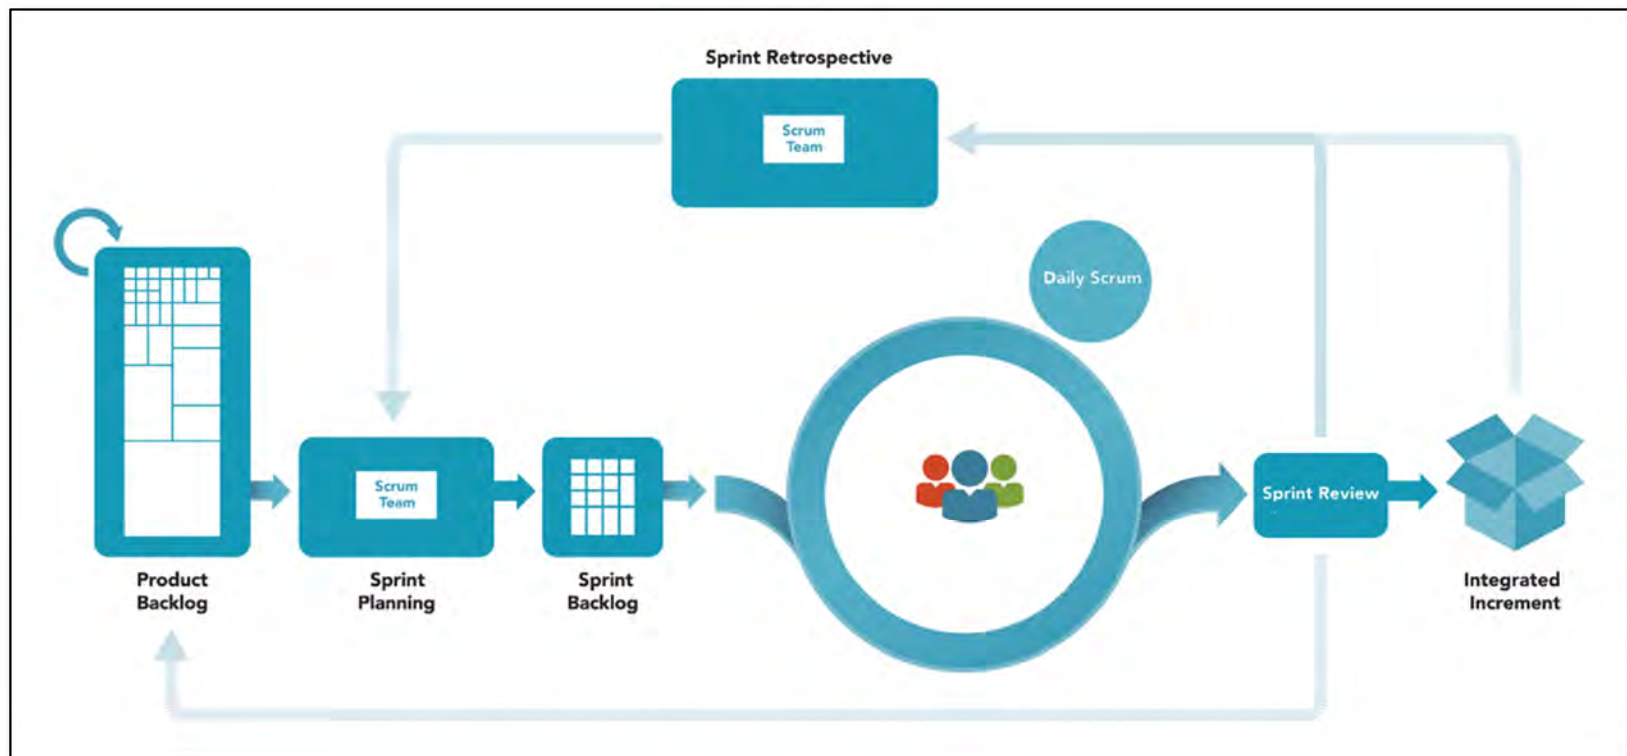 Sprint Retrospective
Scrum
Team
Daily Scrum
Scrum
Team
Sprint Review
Product
Backlog
Sprint
Planning
Sprint
Backlog
Integrated
Increment